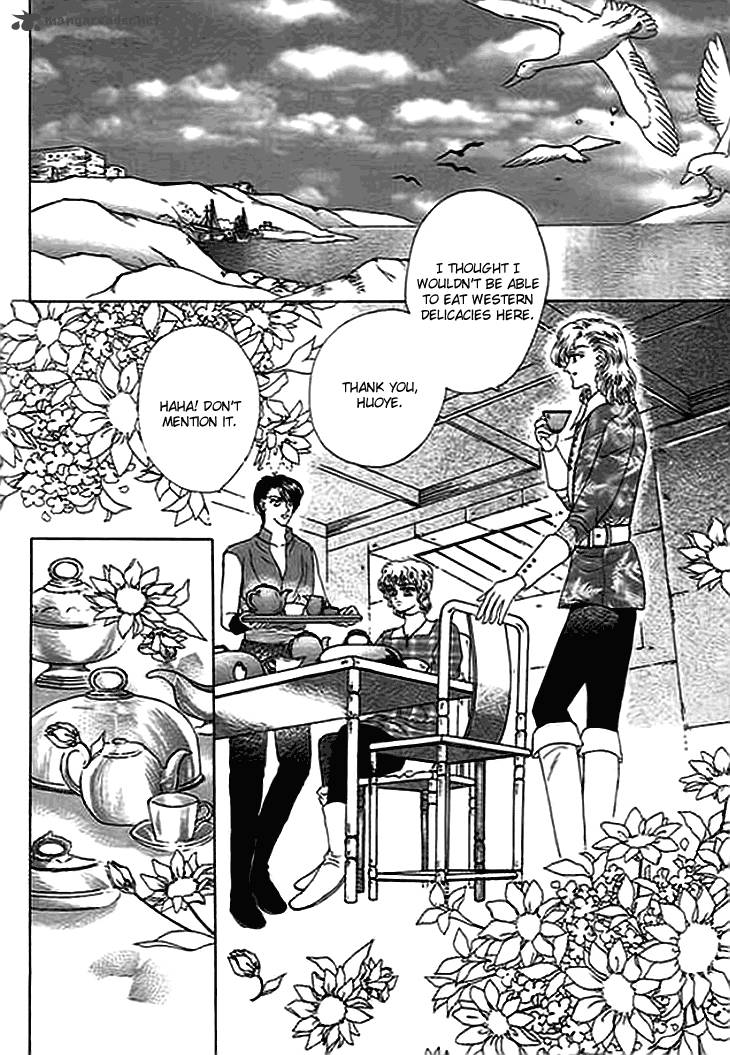 mangareader.net
I THOUGHT I
WOULDN'T BE ABLE
TO EAT WESTERN
DELICACIES HERE.
THANK YOU,
HUOYE.
HAHA! DON'T
MENTION IT.